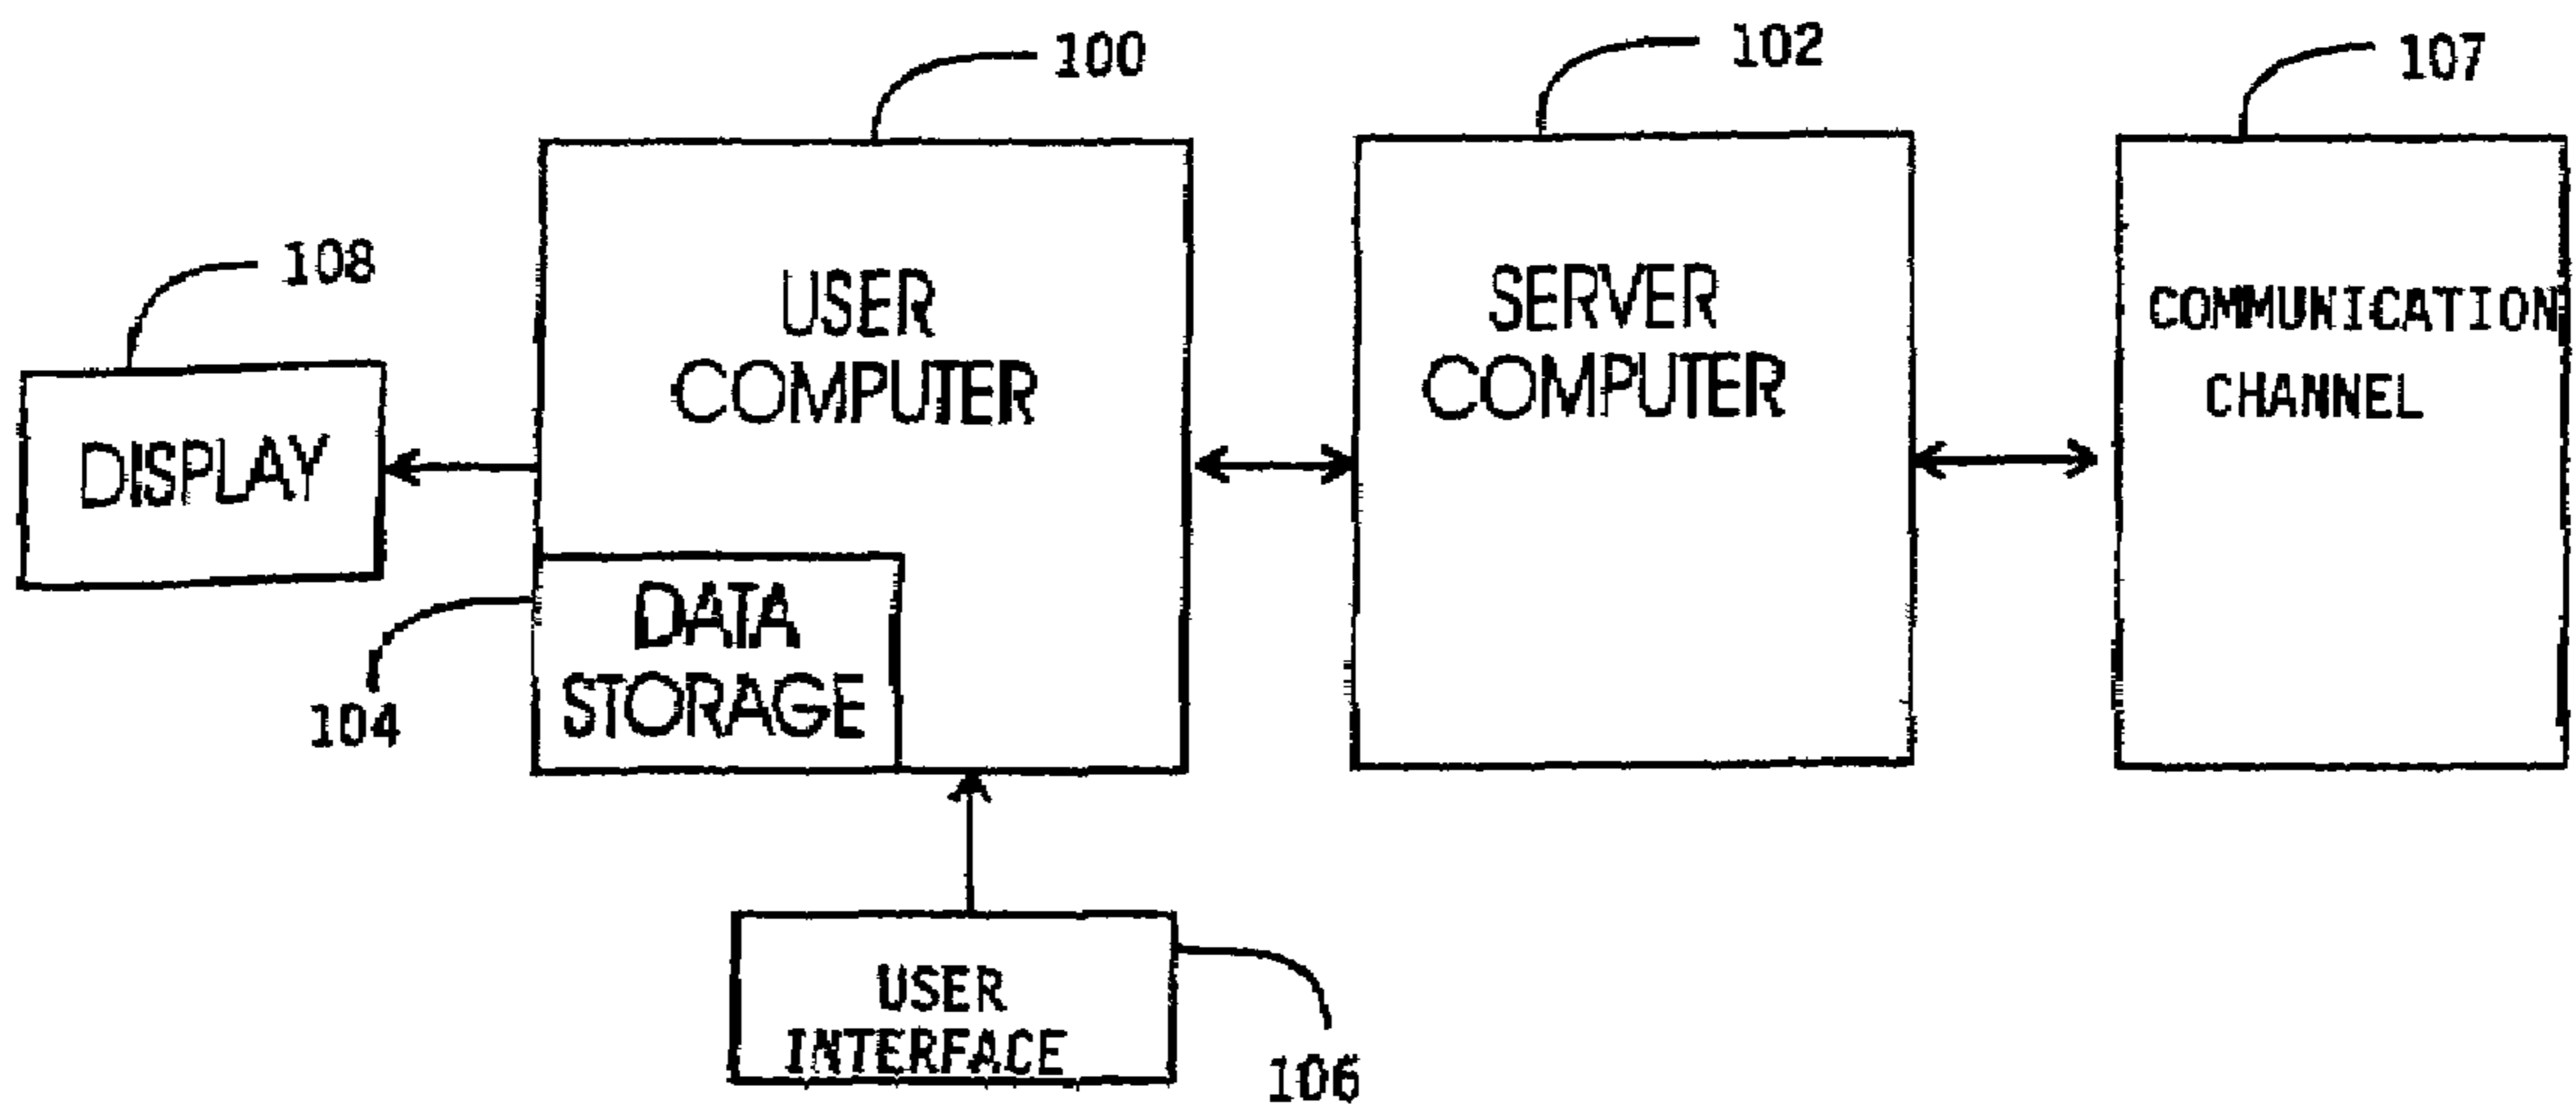 100
102
107
108
USER
COMPUTER
SERVER
COMPUTER
COMMUNICATION
CHANNEL
DISPLAY
DATA
STORAGE
104
USER
INTERFACE
106